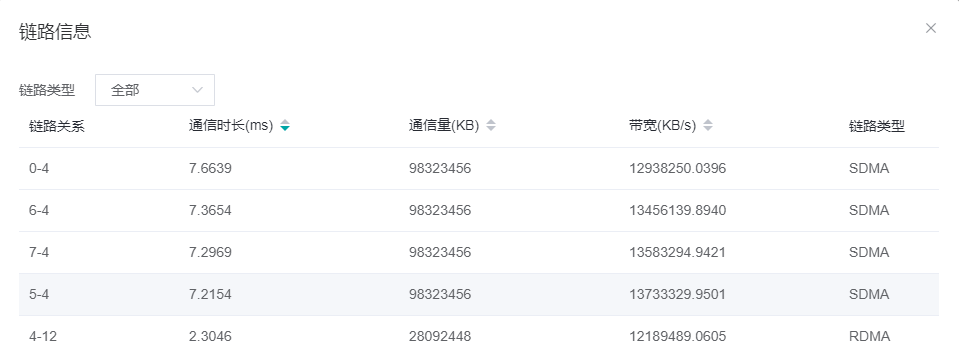 链路信息
链路类型 全部
链路关系 通信时长(ms) 通信量(KB) 带宽(KB/s) 链路类型
0-4 7.6639 98323456 12938250.0396 SDMA
6-4 7.3654 98323456 13456139.8940 SDMA
7-4 7.2969 98323456 13583294.9421 SDMA
5-4 7.2154 98323456 13733329.9501 SDMA
4-12 2.3046 28092448 12189489.0605 RDMA